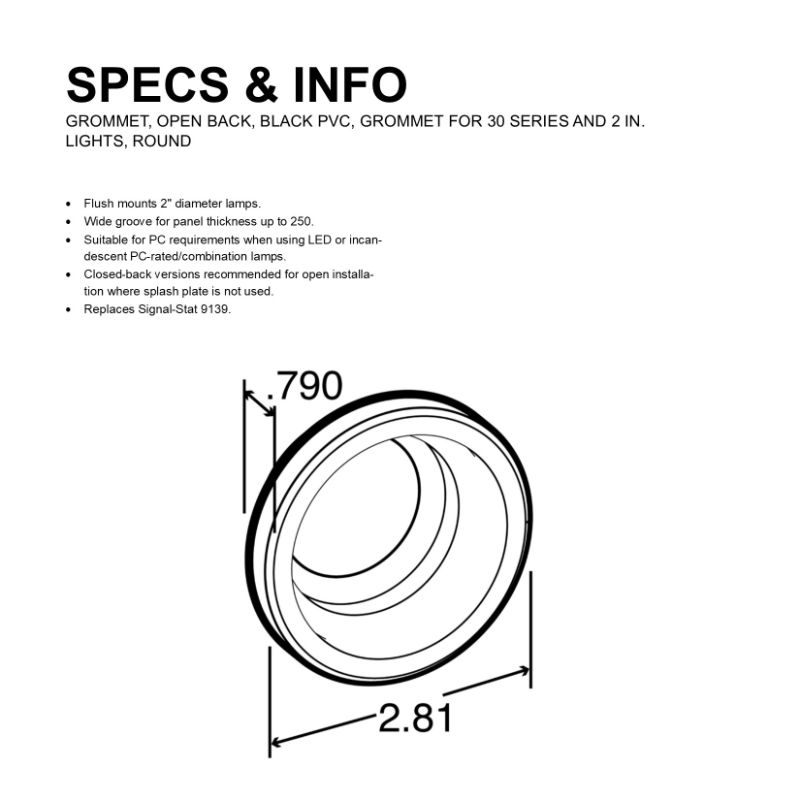 SPECS & INFO
GROMMET, OPEN BACK, BLACK PVC, GROMMET FOR 30 SERIES AND 2 IN.
LIGHTS, ROUND
• Flush mounts 2" diameter lamps.
• Wide groove for panel thickness up to 250.
• Suitable for PC requirements when using LED or incan-
descent PC-rated/combination lamps.
• Closed-back versions recommended for open installa-
tion where splash plate is not used.
• Replaces Signal-Stat 9139.
.790
2.81